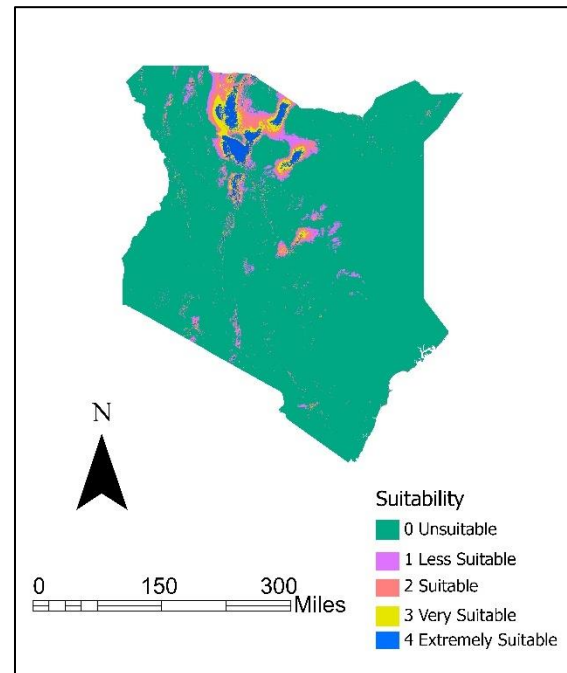 N
Suitability
0 Unsuitable
1 Less Suitable
2 Suitable
3 Very Suitable
4 Extremely Suitable
0 150 300
Miles